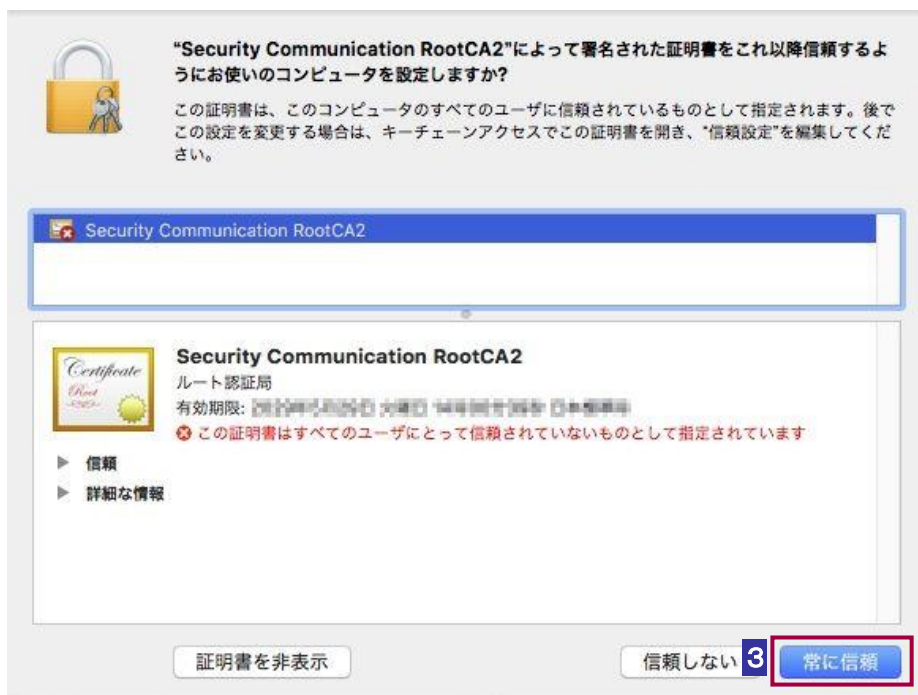 “Security Communication RootCA2”によって署名された証明書をこれ以降信頼するよ
うにお使いのコンピュータを設定しますか?
この証明書は、このコンピュータのすべてのユーザに信頼されているものとして指定されます。後で
この設定を変更する場合は、キーチェーンアクセスでこの証明書を開き、“信頼設定”を編集してくだ
さい。
Security Communication RootCA2
Certificate
Root
Security Communication RootCA2
ルート認証局
有効期限:
この証明書はすべてのユーザにとって信頼されていないものとして指定されています
信頼
詳細な情報
証明書を非表示 信頼しない 3 常に信頼